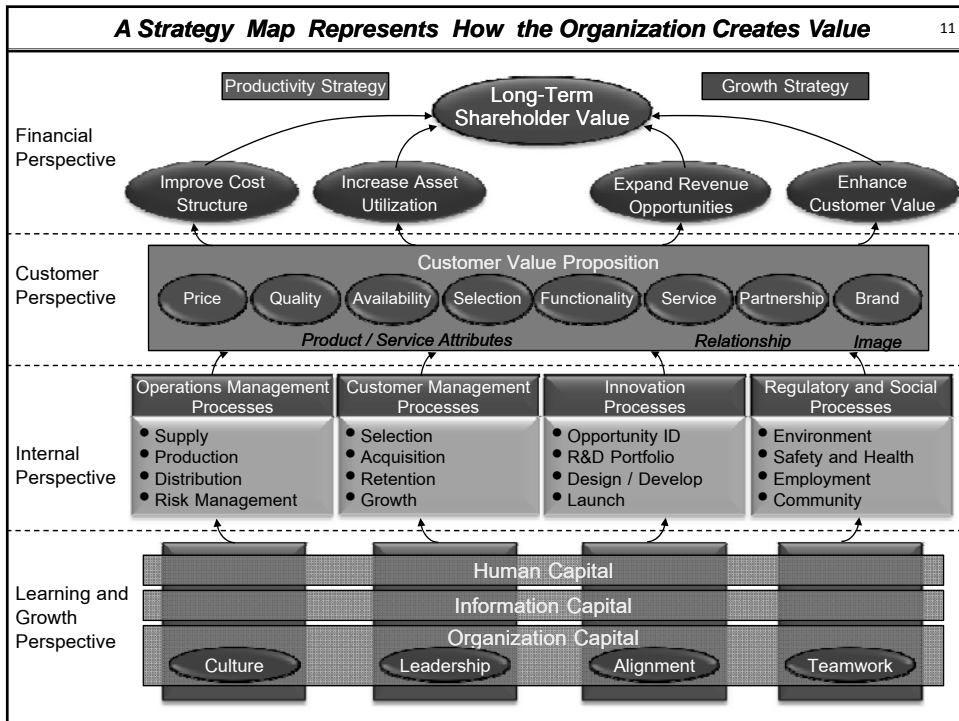 A Strategy Map Represents How the Organization Creates Value
11
Productivity Strategy
Long-Term
Shareholder Value
Growth Strategy
Financial
Perspective
Improve Cost
Structure
Increase Asset
Utilization
Expand Revenue
Opportunities
Enhance
Customer Value
Customer
Perspective
Customer Value Proposition
Price
Quality
Availability
Selection
Functionality
Service
Partnership
Brand
Product / Service Attributes
Relationship
Image
Internal
Perspective
Operations Management
Processes
• Supply
• Production
• Distribution
• Risk Management
Customer Management
Processes
• Selection
• Acquisition
• Retention
• Growth
Innovation
Processes
• Opportunity ID
• R&D Portfolio
• Design / Develop
• Launch
Regulatory and Social
Processes
• Environment
• Safety and Health
• Employment
• Community
Learning and
Growth
Perspective
Human Capital
Information Capital
Organization Capital
Culture
Leadership
Alignment
Teamwork